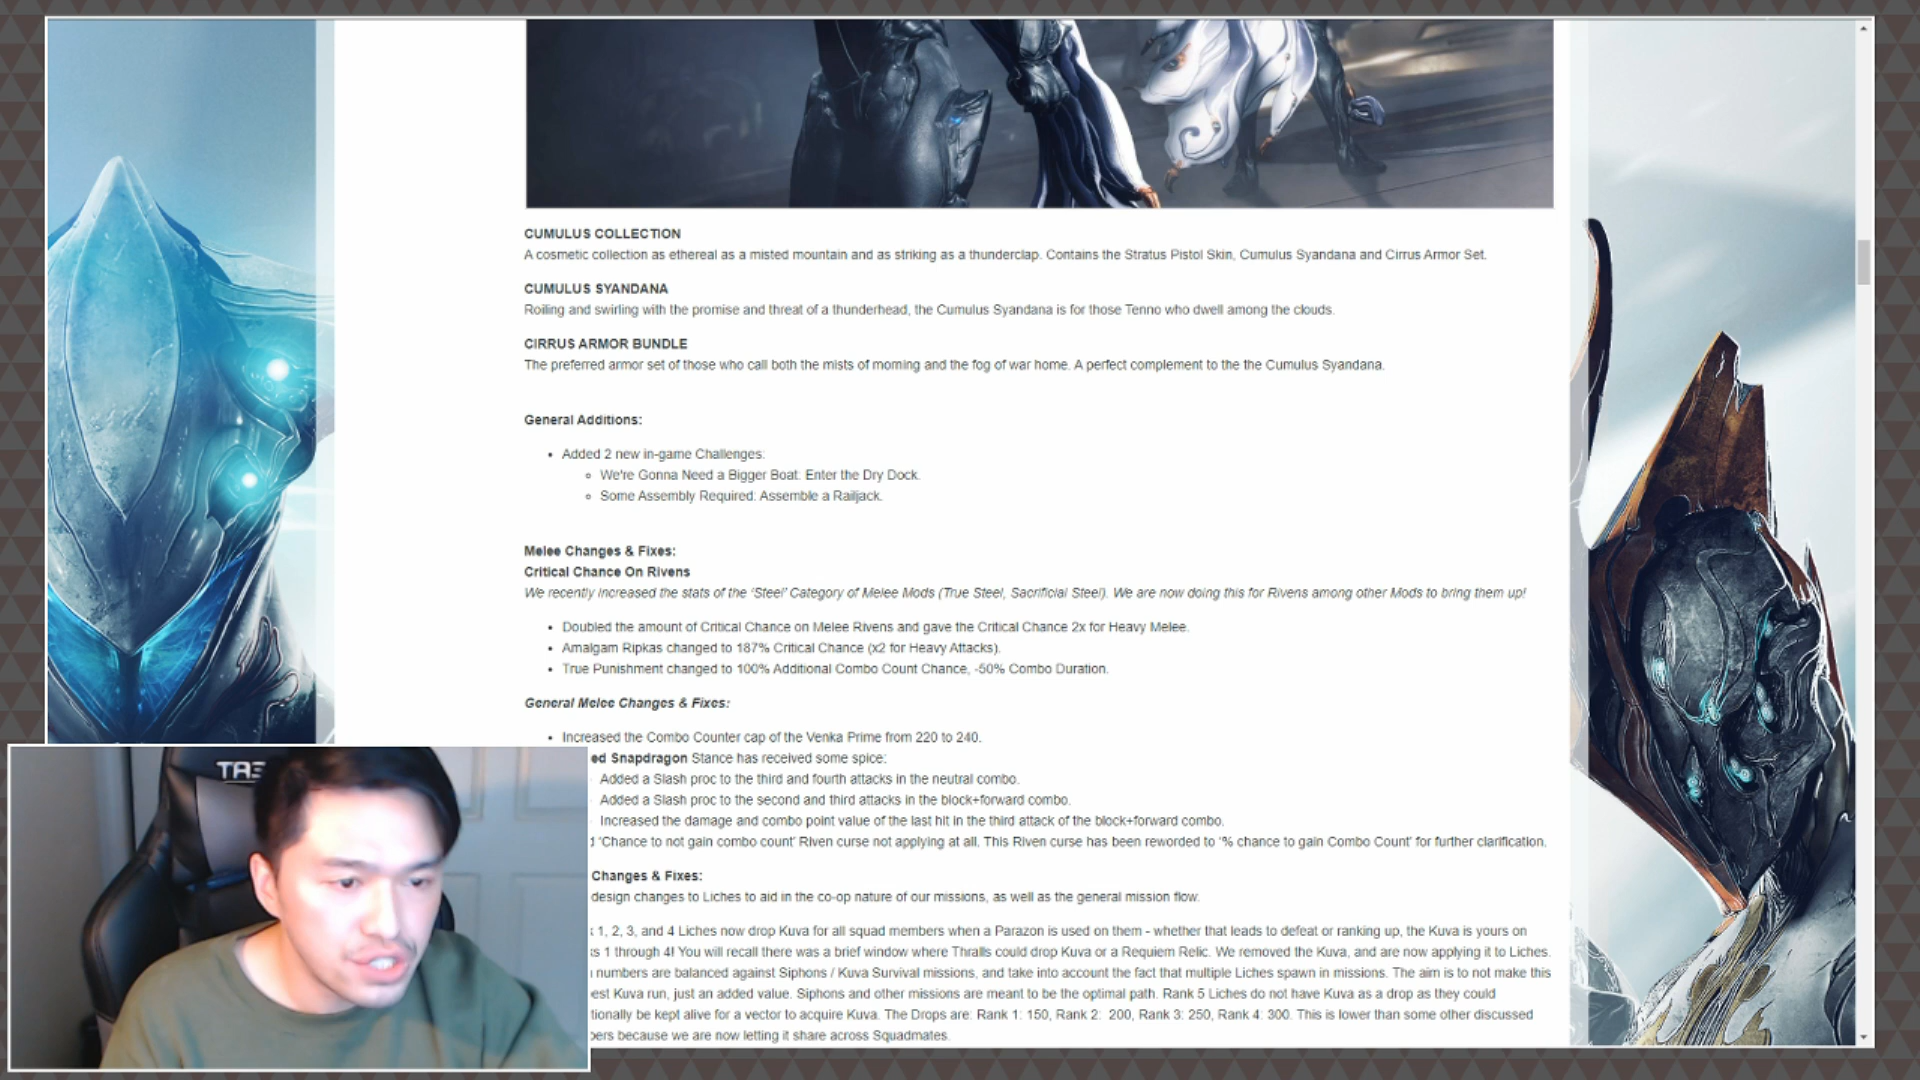 CUMULUS COLLECTION
A cosmetic collection as ethereal as a misted mountain and as striking as a thunderclap. Contains the Stratus Pistol Skin, Cumulus Syandana and Cirrus Armor Set.
CUMULUS SYANDANA
Roiling and swirling with the promise and threat of a thunderhead, the Cumulus Syandana is for those Tenno who dwell among the clouds.
CIRRUS ARMOR BUNDLE
The preferred armor set of those who call both the mists of morning and the fog of war home. A perfect complement to the the Cumulus Syandana.
General Additions:
• Added 2 new in-game Challenges:
◦ We're Gonna Need a Bigger Boat: Enter the Dry Dock.
◦ Some Assembly Required: Assemble a Railjack.
Melee Changes & Fixes:
Critical Chance On Rivens
We recently increased the stats of the 'Steel' Category of Melee Mods (True Steel, Sacrificial Steel). We are now doing this for Rivens among other Mods to bring them up!
• Doubled the amount of Critical Chance on Melee Rivens and gave the Critical Chance 2x for Heavy Melee.
• Amalgam Ripkas changed to 187% Critical Chance (x2 for Heavy Attacks).
• True Punishment changed to 100% Additional Combo Count Chance, -50% Combo Duration.
General Melee Changes & Fixes:
• Increased the Combo Counter cap of the Venka Prime from 220 to 240.
ed Snapdragon Stance has received some spice:
Added a Slash proc to the third and fourth attacks in the neutral combo.
Added a Slash proc to the second and third attacks in the block+forward combo.
Increased the damage and combo point value of the last hit in the third attack of the block+forward combo.
'Chance to not gain combo count' Riven curse not applying at all. This Riven curse has been reworded to '% chance to gain Combo Count' for further clarification.
Changes & Fixes:
design changes to Liches to aid in the co-op nature of our missions, as well as the general mission flow.
1, 2, 3, and 4 Liches now drop Kuva for all squad members when a Parazon is used on them - whether that leads to defeat or ranking up, the Kuva is yours on
ks 1 through 4! You will recall there was a brief window where Thralls could drop Kuva or a Requiem Relic. We removed the Kuva, and are now applying it to Liches.
numbers are balanced against Siphons / Kuva Survival missions, and take into account the fact that multiple Liches spawn in missions. The aim is to not make this
est Kuva run, just an added value. Siphons and other missions are meant to be the optimal path. Rank 5 Liches do not have Kuva as a drop as they could
tionally be kept alive for a vector to acquire Kuva. The Drops are: Rank 1: 150, Rank 2: 200, Rank 3: 250, Rank 4: 300. This is lower than some other discussed
bers because we are now letting it share across Squadmates.